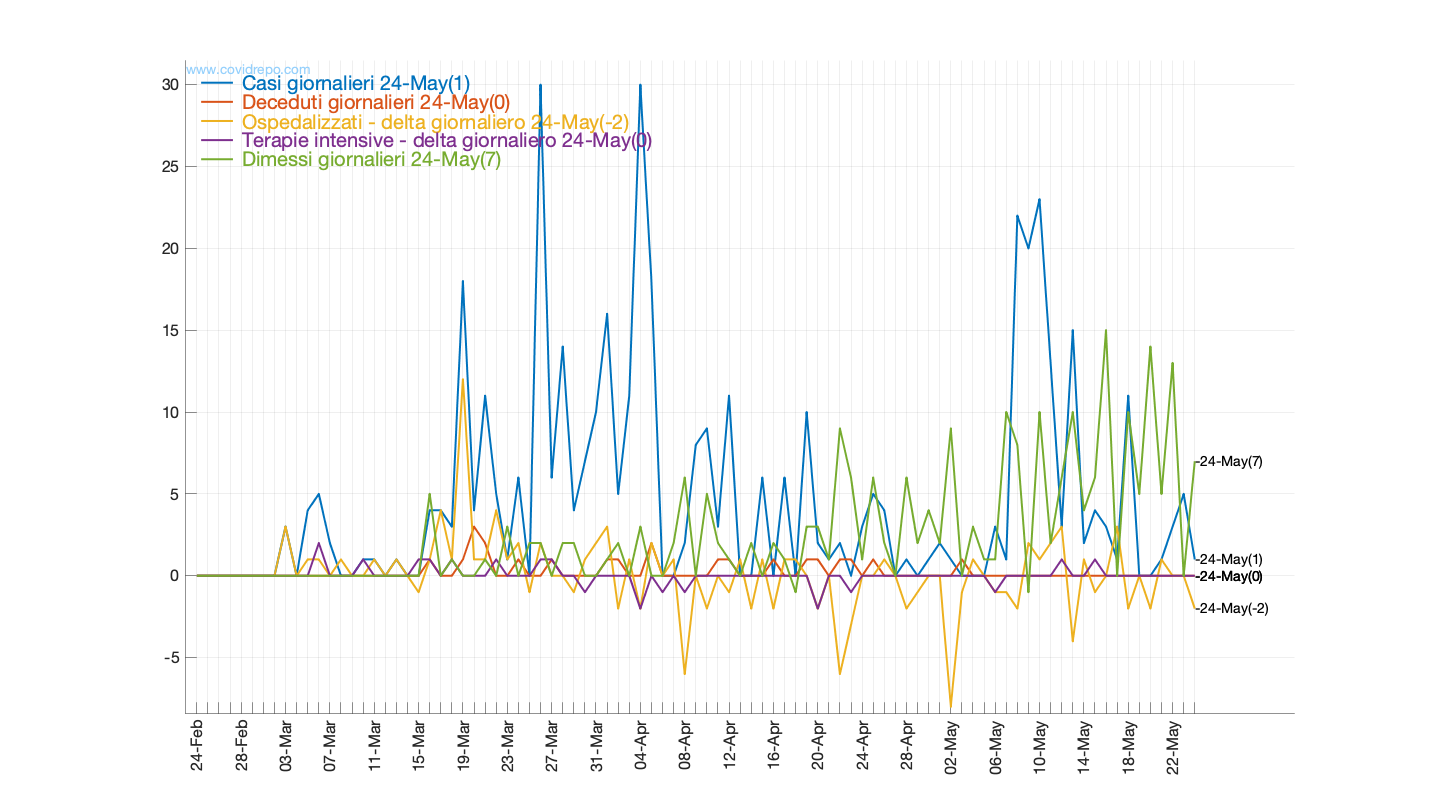 www.covidrepo.com
Casi giornalieri 24-May(1)
Deceduti giornalieri 24-May(0)
Ospedalizzati - delta giornaliero 24-May(-2)
Terapie intensive - delta giornaliero 24-May(0)
Dimessi giornalieri 24-May(7)
30
25
20
15
10
5
0
-5
-24-May(7)
-24-May(1)
-24-May(0)
-24-May(-2)
24-Feb
28-Feb
03-Mar
07-Mar
11-Mar
15-Mar
19-Mar
23-Mar
27-Mar
31-Mar
04-Apr
08-Apr
12-Apr
16-Apr
20-Apr
24-Apr
28-Apr
02-May
06-May
10-May
14-May
18-May
22-May